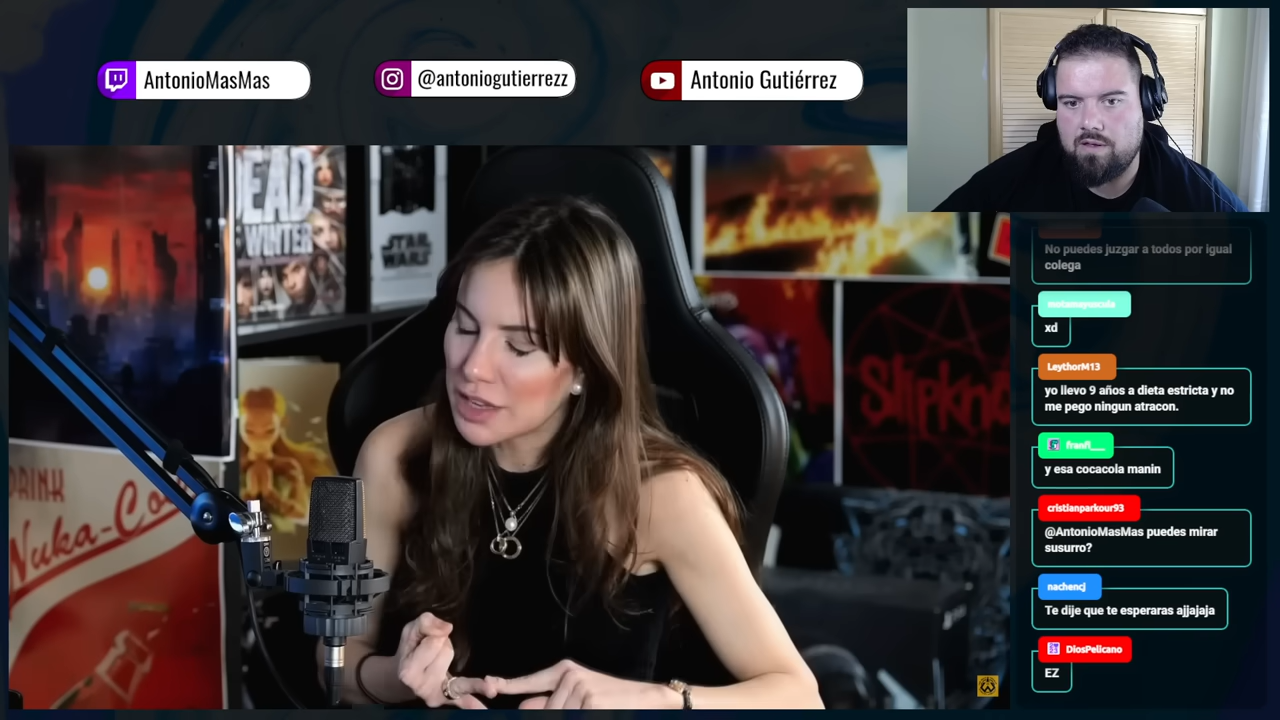 AntonioMasMas
@antoniogutierrezz
Antonio Gutiérrez
DEAD
WINTER
STAR
WARS
SLIPKNO
DRINK
Nuka-Co
No puedes juzgar a todos por igual
colega
xd
LeythorM13
yo llevo 9 años a dieta estricta y no
me pego ningun atracon.
franfl___
y esa cocacola manin
cristianparkour93
@AntonioMasMas puedes mirar
susurro?
nachencj
Te dije que te esperaras ajjajaja
DiosPelicano
EZ